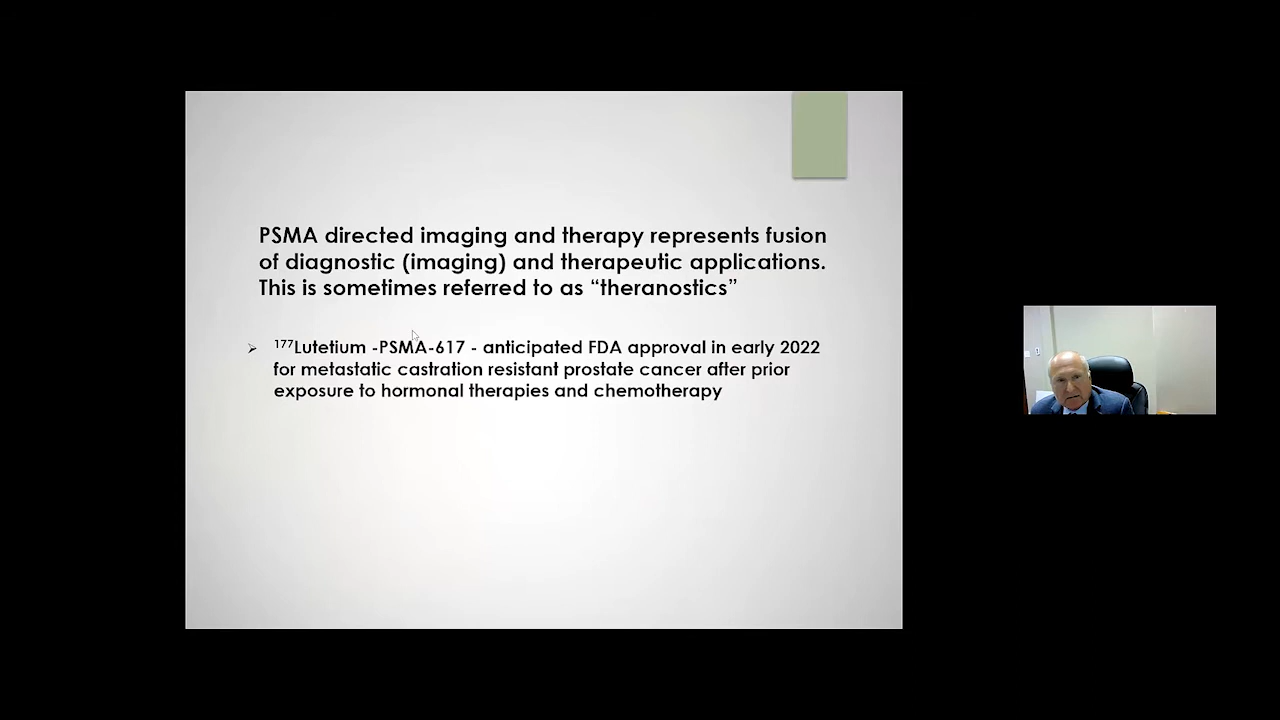 PSMA directed imaging and therapy represents fusion
of diagnostic (imaging) and therapeutic applications.
This is sometimes referred to as “theranostics”
➢ ¹⁷⁷Lutetium -PSMA-617 - anticipated FDA approval in early 2022
for metastatic castration resistant prostate cancer after prior
exposure to hormonal therapies and chemotherapy